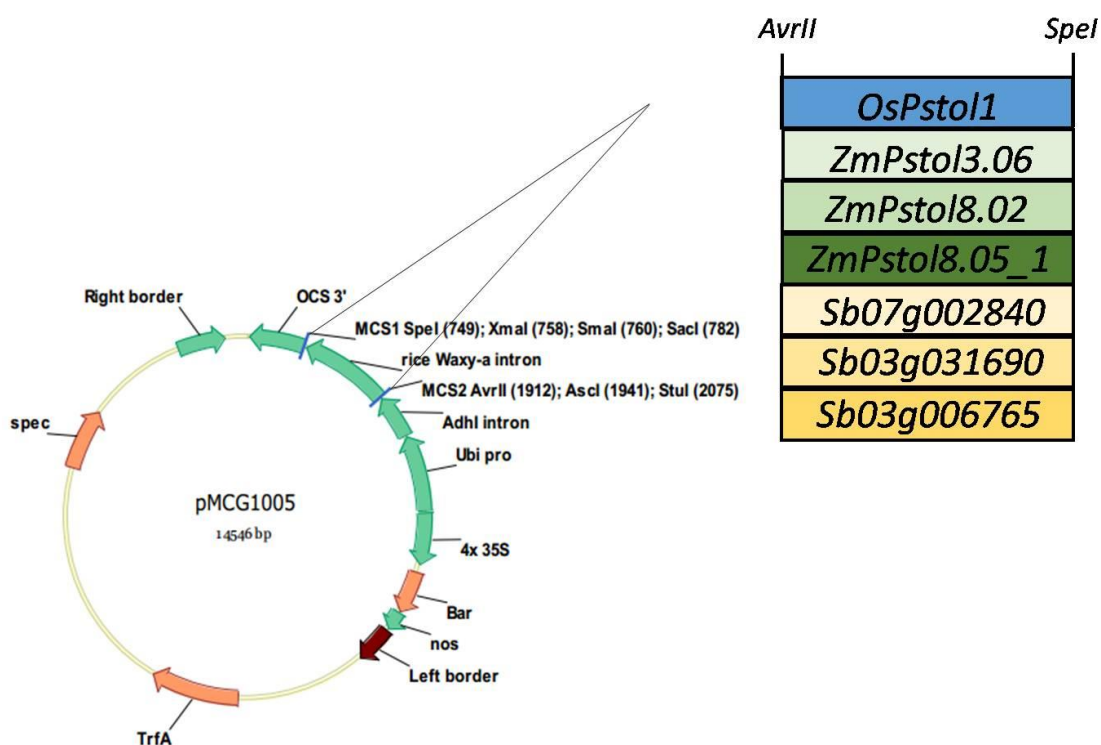 AvrII
SpeI
OsPstol1
ZmPstol3.06
ZmPstol8.02
ZmPstol8.05_1
Sb07g002840
Sb03g031690
Sb03g006765
Right border
OCS 3'
MCS1 SpeI (749); XmaI (758); SmaI (760); SacI (782)
rice Waxy-a intron
MCS2 AvrII (1912); AscI (1941); StuI (2075)
AdhI intron
Ubi pro
spec
pMCG1005
14546 bp
4x 35S
Bar
nos
Left border
TrfA